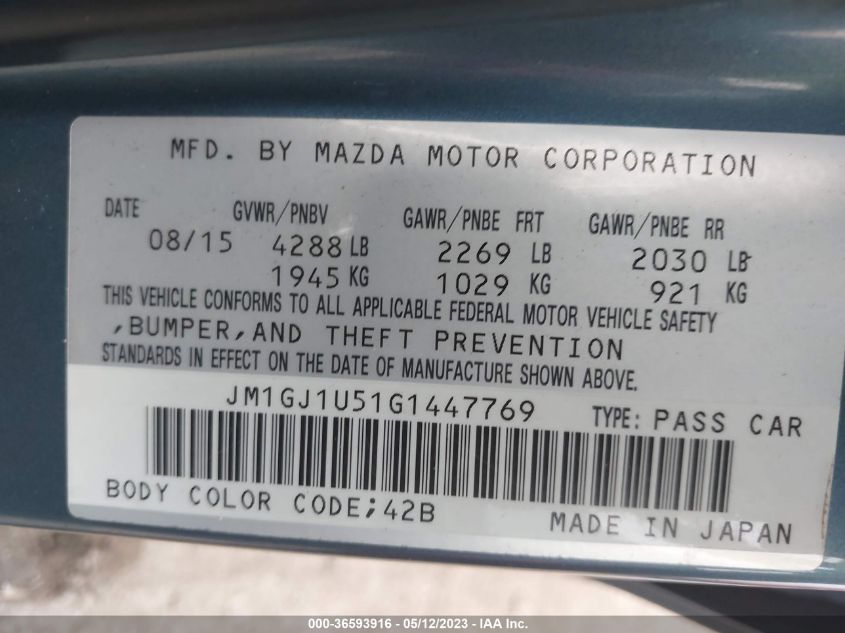 MFD. BY MAZDA MOTOR CORPORATION
DATE GVWR/PNBV GAWR/PNBE FRT GAWR/PNBE RR
08/15 4288 LB 2269 LB 2030 LB
1945 KG 1029 KG 921 KG
THIS VEHICLE CONFORMS TO ALL APPLICABLE FEDERAL MOTOR VEHICLE SAFETY
,BUMPER,AND THEFT PREVENTION
STANDARDS IN EFFECT ON THE DATE OF MANUFACTURE SHOWN ABOVE.
JM1GJ1U51G1447769 TYPE: PASS CAR
BODY COLOR CODE;42B
MADE IN JAPAN
000-36593916 - 05/12/2023 - IAA Inc.